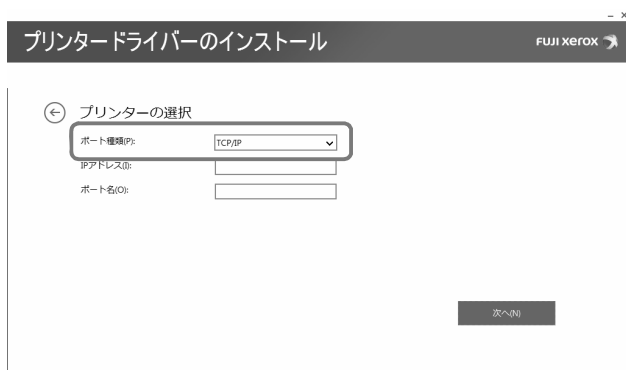 プリンタードライバーのインストール
FUJI xerox
プリンターの選択
ポート種類(P):
TCP/IP
IPアドレス(I):
ポート名(O):
次へ(N)